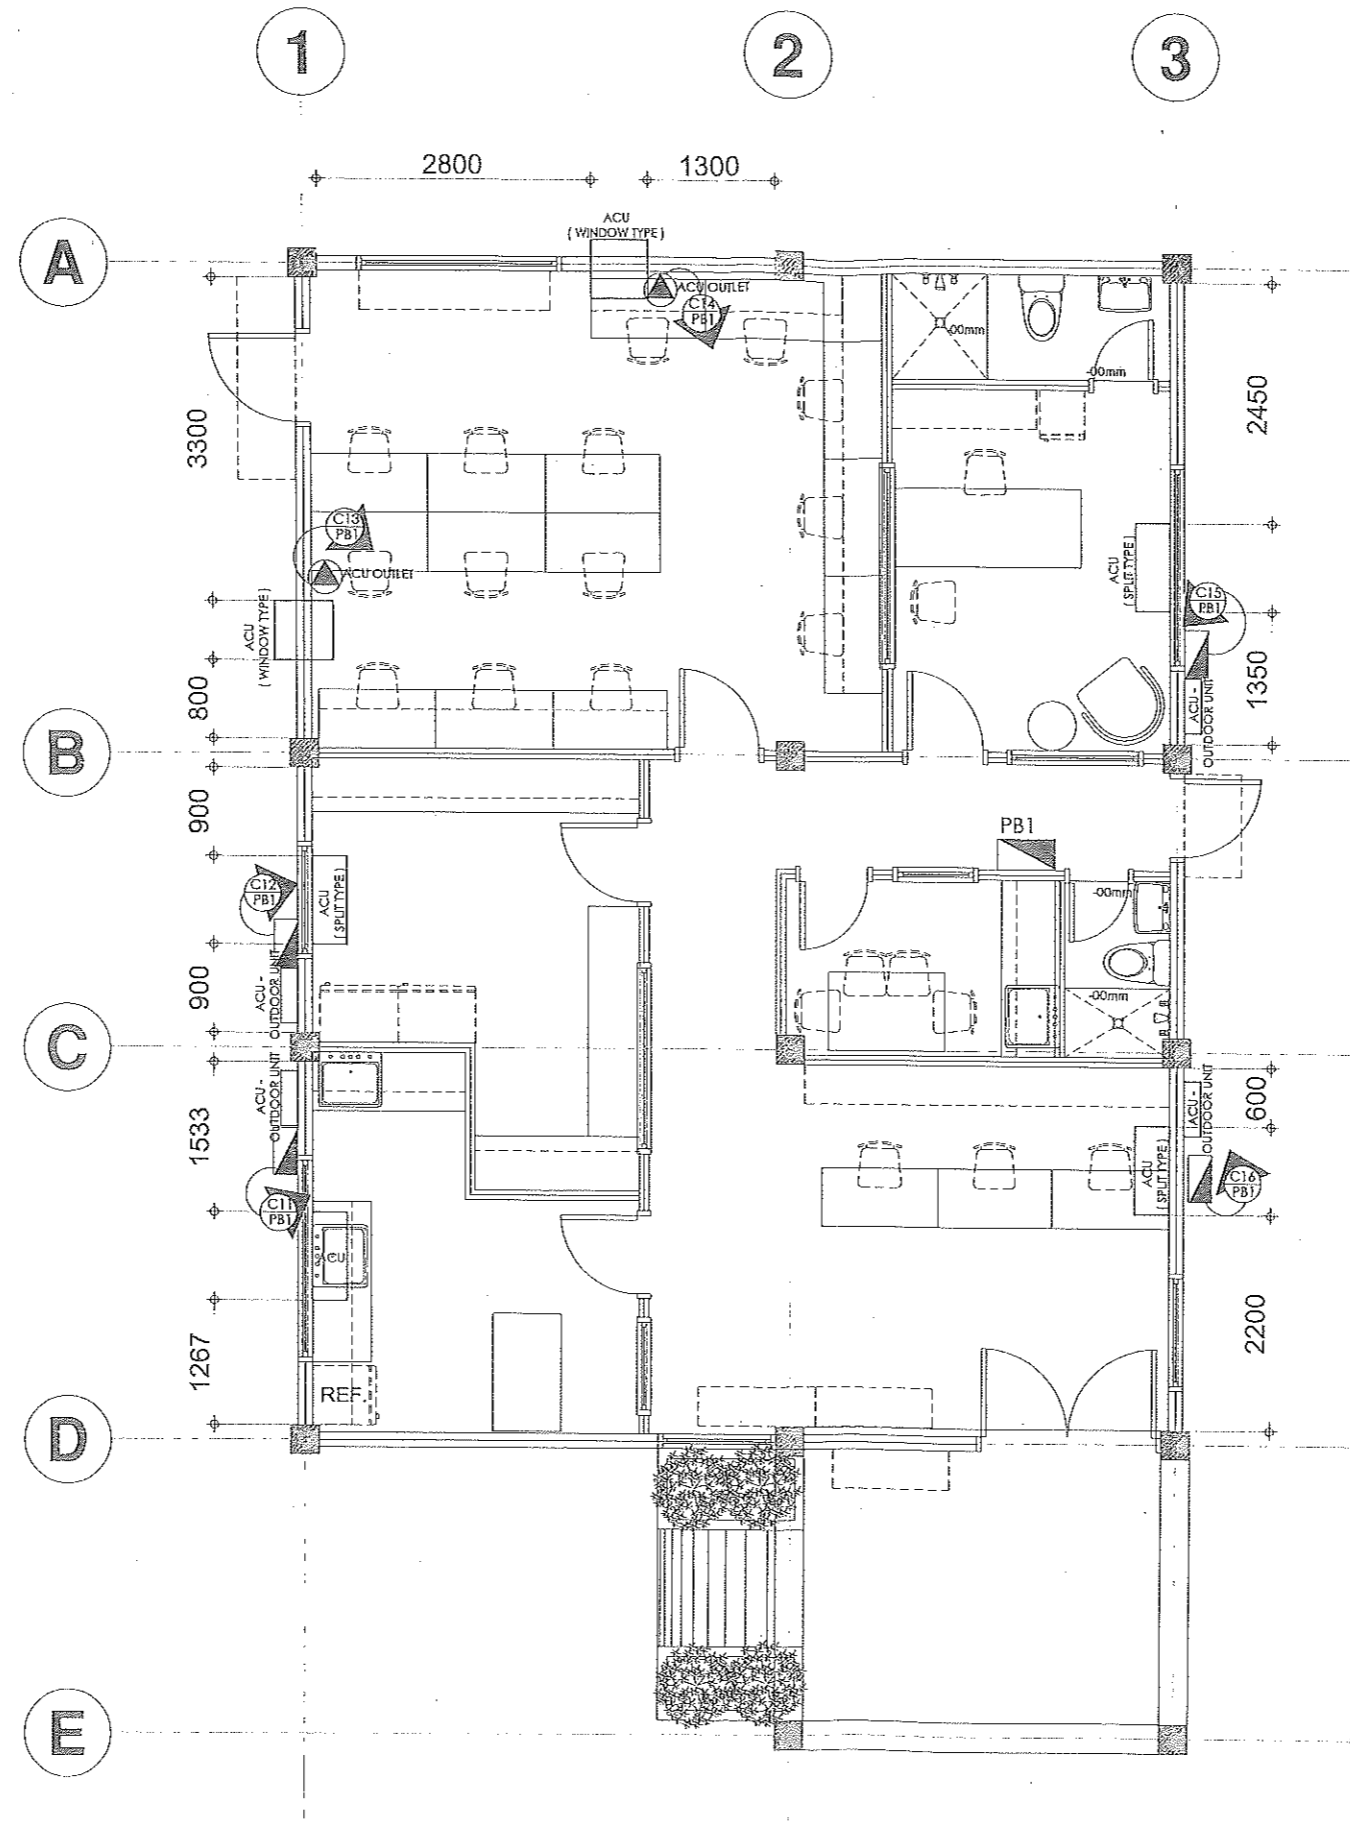 1
2
3
2800
1300
ACU
( WINDOW TYPE )
A
ACU OUTLET
C14
PB1
-00mm
-00mm
3300
2450
C13
PB1
ACU OUTLET
ACU
( SPLIT TYPE )
C15
PB1
ACU
( WINDOW TYPE )
800
1350
ACU -
OUTDOOR UNIT
B
900
PB1
C12
PB1
ACU
( SPLIT TYPE )
-00mm
900
ACU -
OUTDOOR UNIT
-00mm
C
ACU -
OUTDOOR UNIT
1533
600
ACU -
OUTDOOR UNIT
ACU
( SPLIT TYPE )
C16
PB1
C11
PB1
ACU
1267
2200
REF.
D
E